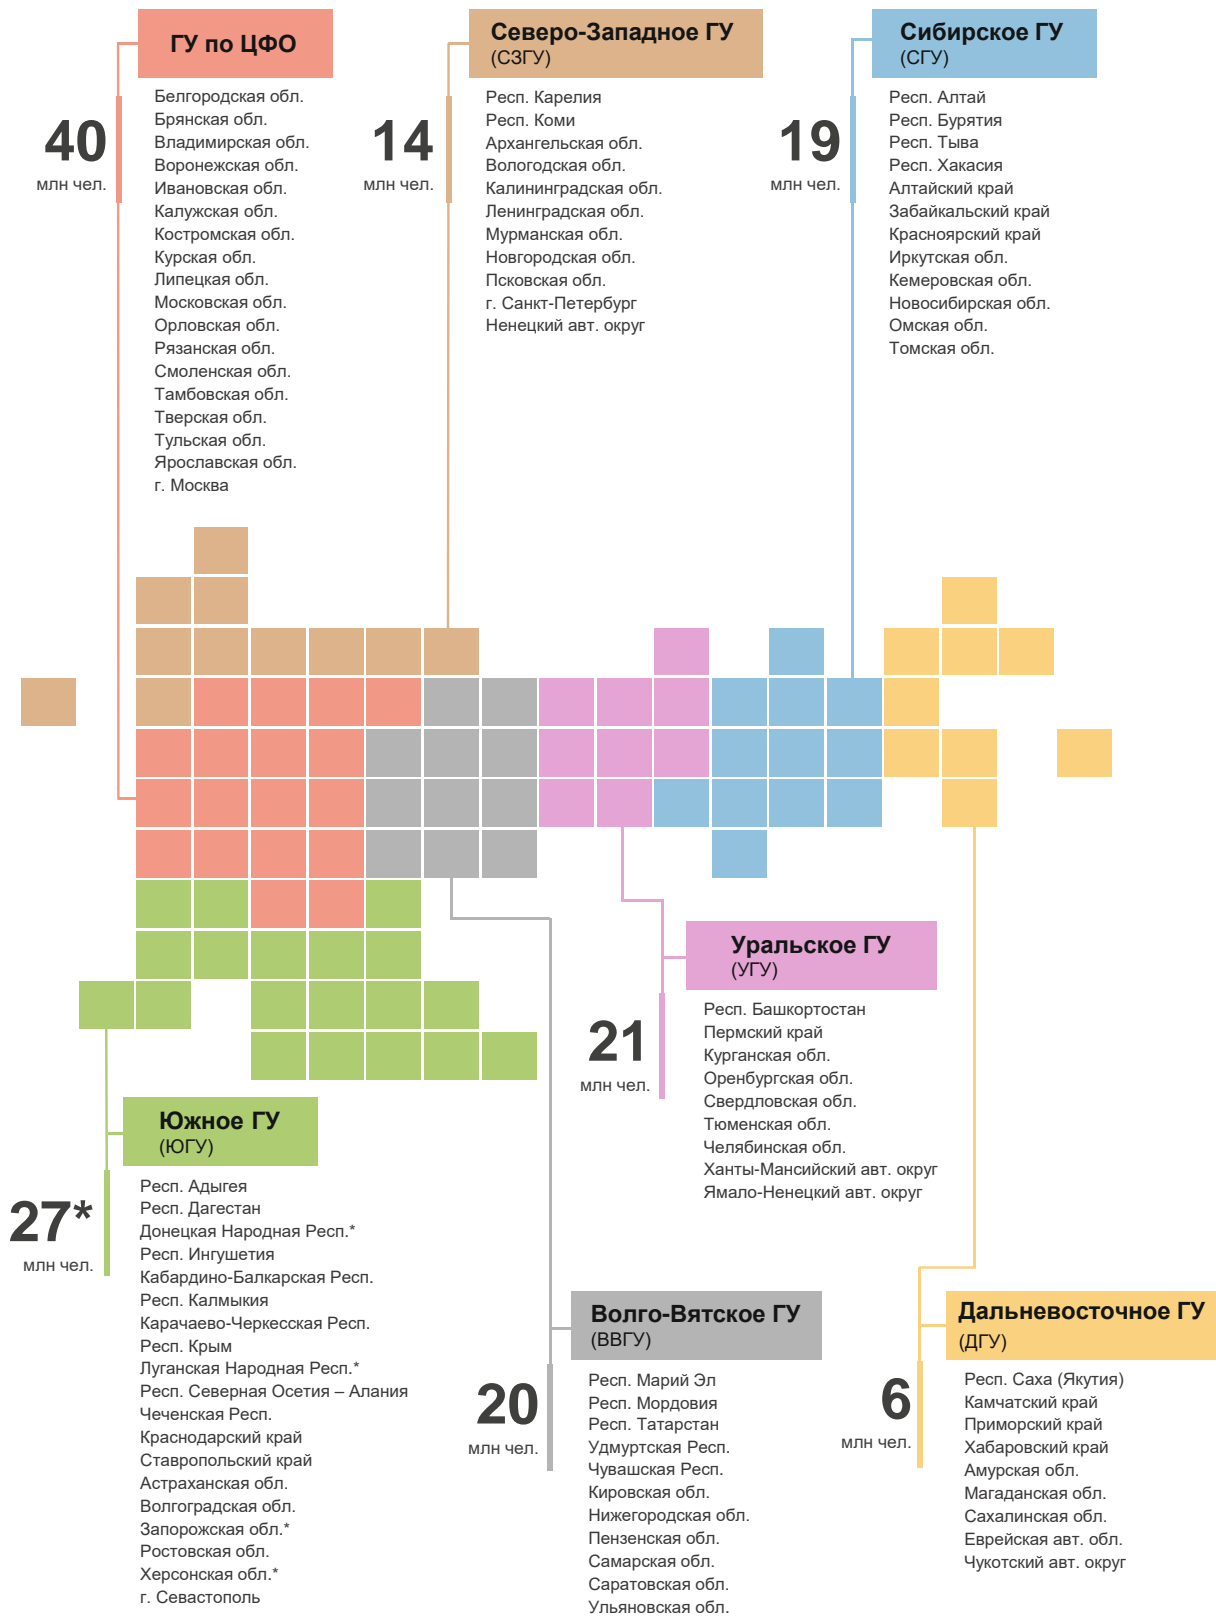 ГУ по ЦФО
40
млн чел.
Белгородская обл.
Брянская обл.
Владимирская обл.
Воронежская обл.
Ивановская обл.
Калужская обл.
Костромская обл.
Курская обл.
Липецкая обл.
Московская обл.
Орловская обл.
Рязанская обл.
Смоленская обл.
Тамбовская обл.
Тверская обл.
Тульская обл.
Ярославская обл.
г. Москва
Северо-Западное ГУ
(СЗГУ)
14
млн чел.
Респ. Карелия
Респ. Коми
Архангельская обл.
Вологодская обл.
Калининградская обл.
Ленинградская обл.
Мурманская обл.
Новгородская обл.
Псковская обл.
г. Санкт-Петербург
Ненецкий авт. округ
Сибирское ГУ
(СГУ)
19
млн чел.
Респ. Алтай
Респ. Бурятия
Респ. Тыва
Респ. Хакасия
Алтайский край
Забайкальский край
Красноярский край
Иркутская обл.
Кемеровская обл.
Новосибирская обл.
Омская обл.
Томская обл.
Уральское ГУ
(УГУ)
21
млн чел.
Респ. Башкортостан
Пермский край
Курганская обл.
Оренбургская обл.
Свердловская обл.
Тюменская обл.
Челябинская обл.
Ханты-Мансийский авт. округ
Ямало-Ненецкий авт. округ
Южное ГУ
(ЮГУ)
27*
млн чел.
Респ. Адыгея
Респ. Дагестан
Донецкая Народная Респ.*
Респ. Ингушетия
Кабардино-Балкарская Респ.
Респ. Калмыкия
Карачаево-Черкесская Респ.
Респ. Крым
Луганская Народная Респ.*
Респ. Северная Осетия – Алания
Чеченская Респ.
Краснодарский край
Ставропольский край
Астраханская обл.
Волгоградская обл.
Запорожская обл.*
Ростовская обл.
Херсонская обл.*
г. Севастополь
Волго-Вятское ГУ
(ВВГУ)
20
млн чел.
Респ. Марий Эл
Респ. Мордовия
Респ. Татарстан
Удмуртская Респ.
Чувашская Респ.
Кировская обл.
Нижегородская обл.
Пензенская обл.
Самарская обл.
Саратовская обл.
Ульяновская обл.
Дальневосточное ГУ
(ДГУ)
6
млн чел.
Респ. Саха (Якутия)
Камчатский край
Приморский край
Хабаровский край
Амурская обл.
Магаданская обл.
Сахалинская обл.
Еврейская авт. обл.
Чукотский авт. округ